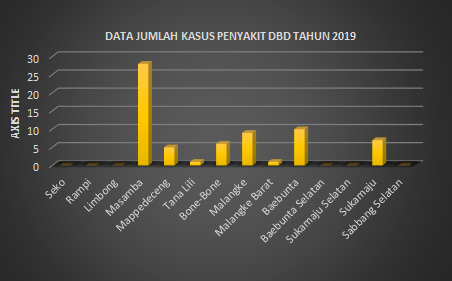 DATA JUMLAH KASUS PENYAKIT DBD TAHUN 2019
AXIS TITLE
30
25
20
15
10
5
0
Seko
Rampi
Limbong
Masamba
Mappedeceng
Tana Lili
Bone-Bone
Malangke
Malangke Barat
Baebunta
Baebunta Selatan
Sukamaju Selatan
Sukamaju
Sabbang Selatan